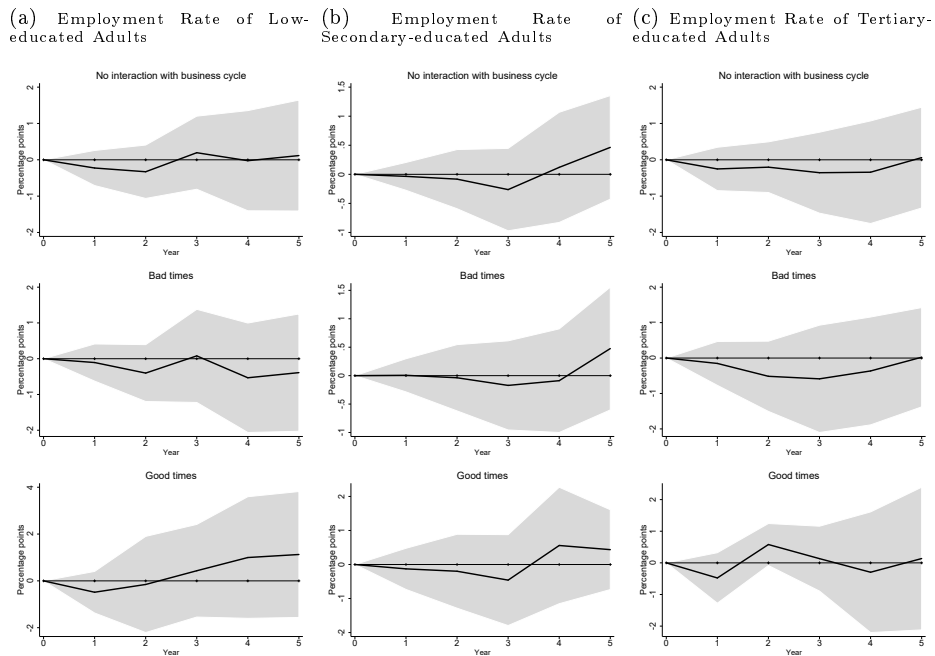 (a) Employment Rate of Low-
educated Adults
(b) Employment Rate of
Secondary-educated Adults
(c) Employment Rate of Tertiary-
educated Adults
No interaction with business cycle
Percentage points
2
1
0
-1
-2
0 1 2 3 4 5
Year
No interaction with business cycle
Percentage points
1.5
1
.5
0
-.5
-1
0 1 2 3 4 5
Year
No interaction with business cycle
Percentage points
2
1
0
-1
-2
0 1 2 3 4 5
Year
Bad times
Percentage points
2
1
0
-1
-2
0 1 2 3 4 5
Year
Bad times
Percentage points
1.5
1
.5
0
-.5
-1
0 1 2 3 4 5
Year
Bad times
Percentage points
2
1
0
-1
-2
0 1 2 3 4 5
Year
Good times
Percentage points
4
2
0
-2
0 1 2 3 4 5
Year
Good times
Percentage points
2
1
0
-1
-2
0 1 2 3 4 5
Year
Good times
Percentage points
2
1
0
-1
-2
0 1 2 3 4 5
Year